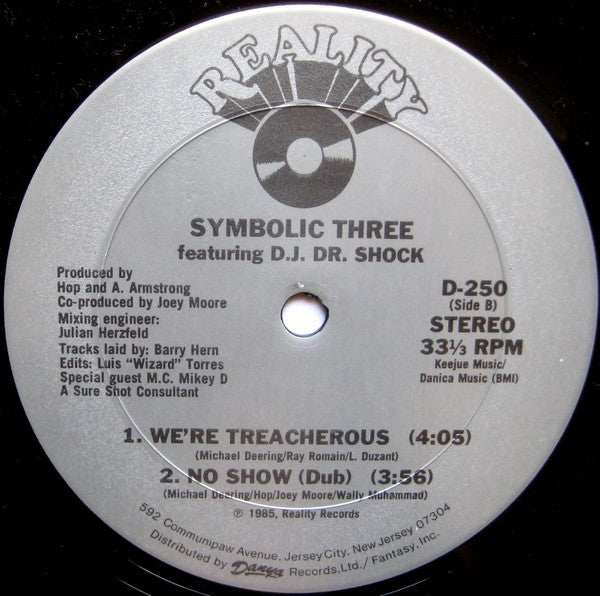 REALITY
SYMBOLIC THREE
featuring D.J. DR. SHOCK
Produced by
Hop and A. Armstrong
Co-produced by Joey Moore
Mixing engineer:
Julian Herzfeld
Tracks laid by: Barry Hern
Edits: Luis "Wizard" Torres
Special guest M.C. Mikey D
A Sure Shot Consultant
D-250
(Side B)
STEREO
33⅓ RPM
Keejue Music/
Danica Music (BMI)
1. WE'RE TREACHEROUS (4:05)
(Michael Deering/Ray Romain/L. Duzant)
2. NO SHOW (Dub) (3:56)
(Michael Deering/Hop/Joey Moore/Wally Muhammad)
℗ 1985, Reality Records
592 Communipaw Avenue, Jersey City, New Jersey 07304
Distributed by Danya Records, Ltd./ Fantasy, Inc.